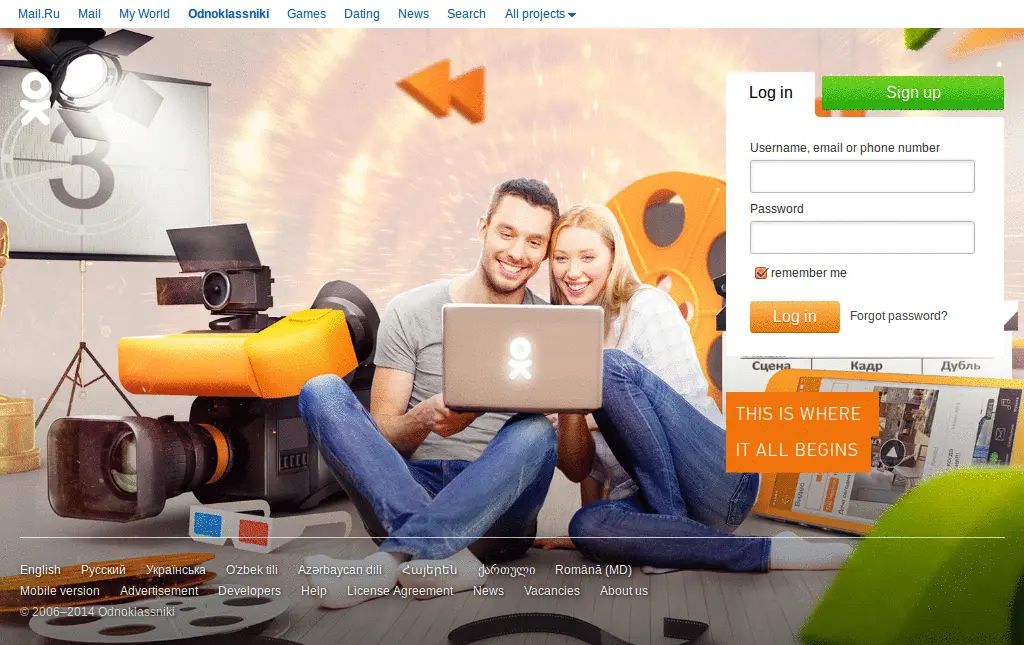 Mail.Ru Mail My World Odnoklassniki Games Dating News Search All projects
3
Log in Sign up
Username, email or phone number
Password
remember me
Log in Forgot password?
Сцена Кадр Дубль
THIS IS WHERE
IT ALL BEGINS
English Русский Українська O'zbek tili Azərbaycan dili Հայերեն ქართული Română (MD)
Mobile version Advertisement Developers Help License Agreement News Vacancies About us
© 2006–2014 Odnoklassniki